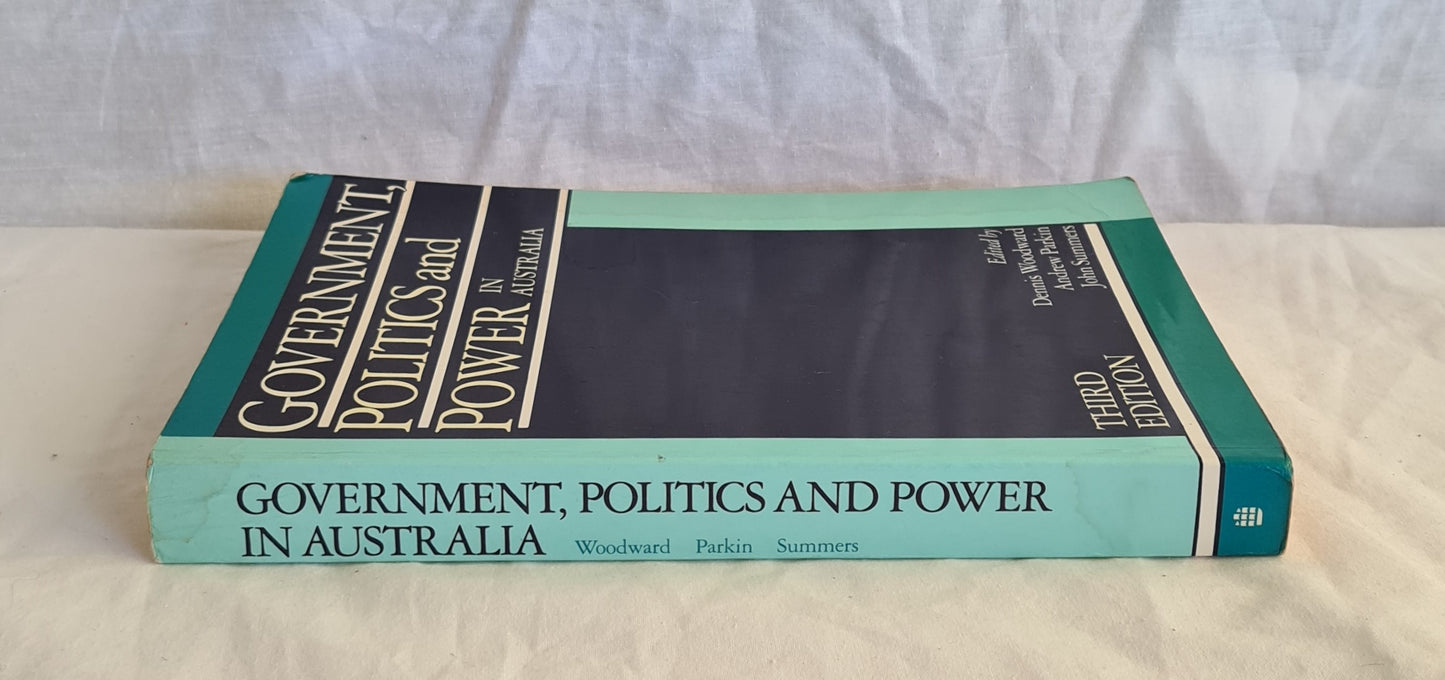 GOVERNMENT,
POLITICS and
POWER IN
AUSTRALIA
Edited by
Dennis Woodward
Andrew Parkin
John Summers
THIRD
EDITION
GOVERNMENT, POLITICS AND POWER
IN AUSTRALIA Woodward Parkin Summers